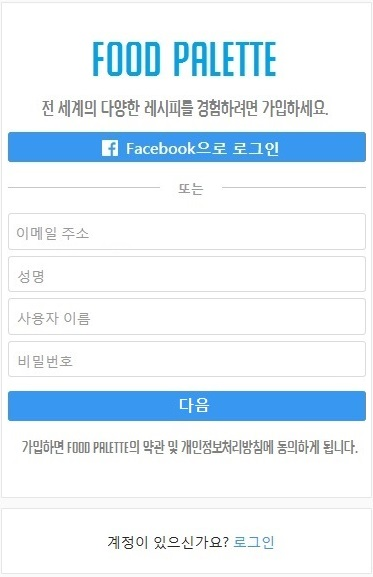 FOOD PALETTE
전 세계의 다양한 레시피를 경험하려면 가입하세요.
Facebook으로 로그인
또는
이메일 주소
성명
사용자 이름
비밀번호
다음
가입하면 FOOD PALETTE의 약관 및 개인정보처리방침에 동의하게 됩니다.
계정이 있으신가요? 로그인